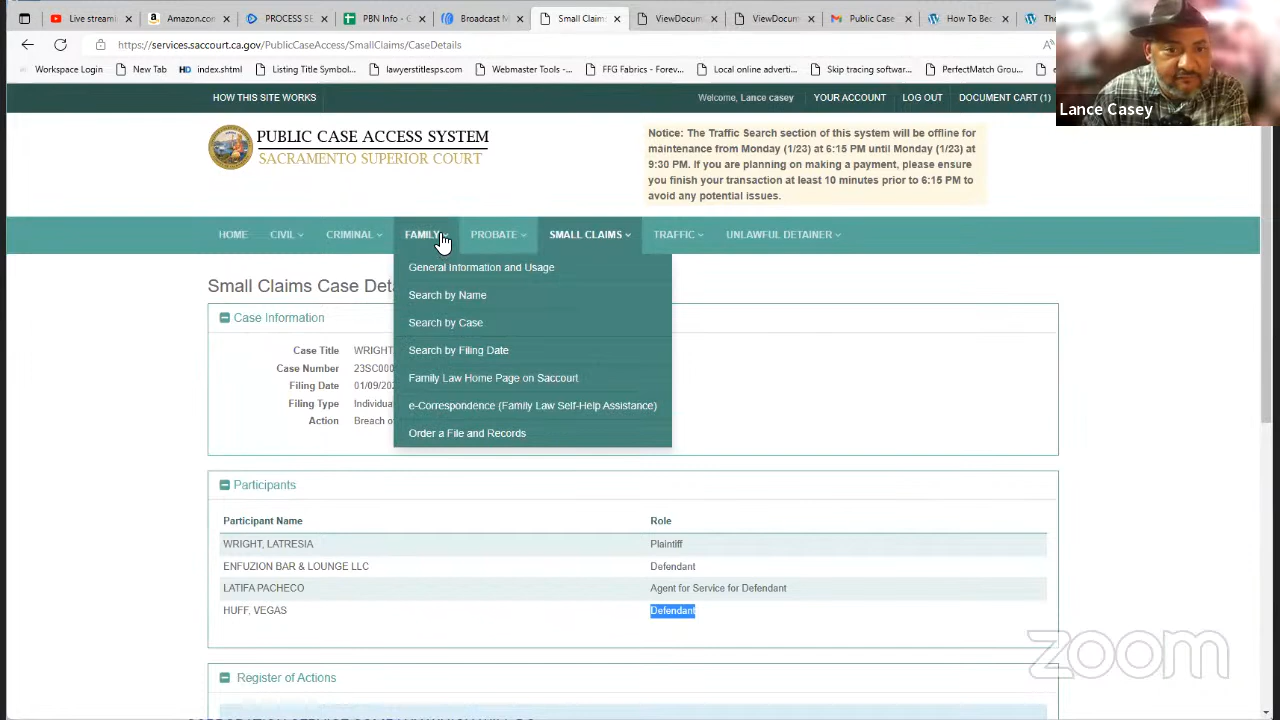 Live streamin
Amazon.com
PROCESS SE
PBN Info - G
Broadcast Me
Small Claims
ViewDocume
ViewDocume
Gmail Public Case
How To Bec
The
https://services.saccourt.ca.gov/PublicCaseAccess/SmallClaims/CaseDetails
Workspace Login
New Tab
HD index.shtml
Listing Title Symbol...
lawyerstitlesps.com
Webmaster Tools -...
FFG Fabrics - Forg...
Local online adverti...
Skip tracing softwar...
PerfectMatch Grou...
HOW THIS SITE WORKS
Welcome, Lance casey
YOUR ACCOUNT
LOG OUT
DOCUMENT CART (1)
Lance Casey
PUBLIC CASE ACCESS SYSTEM
SACRAMENTO SUPERIOR COURT
Notice: The Traffic Search section of this system will be offline for
maintenance from Monday (1/23) at 6:15 PM until Monday (1/23) at
9:30 PM. If you are planning on making a payment, please ensure
you finish your transaction at least 10 minutes prior to 6:15 PM to
avoid any potential issues.
HOME
CIVIL
CRIMINAL
FAMILY
PROBATE
SMALL CLAIMS
TRAFFIC
UNLAWFUL DETAINER
General Information and Usage
Search by Name
Search by Case
Search by Filing Date
Family Law Home Page on Saccourt
e-Correspondence (Family Law Self-Help Assistance)
Order a File and Records
Small Claims Case Deta
Case Information
Case Title WRIGHT
Case Number 23SC000
Filing Date 01/09/20
Filing Type Individua
Action Breach o
Participants
Participant Name Role
WRIGHT, LATRESIA Plaintiff
ENFUZION BAR & LOUNGE LLC Defendant
LATIFA PACHECO Agent for Service for Defendant
HUFF, VEGAS Defendant
zoom
Register of Actions